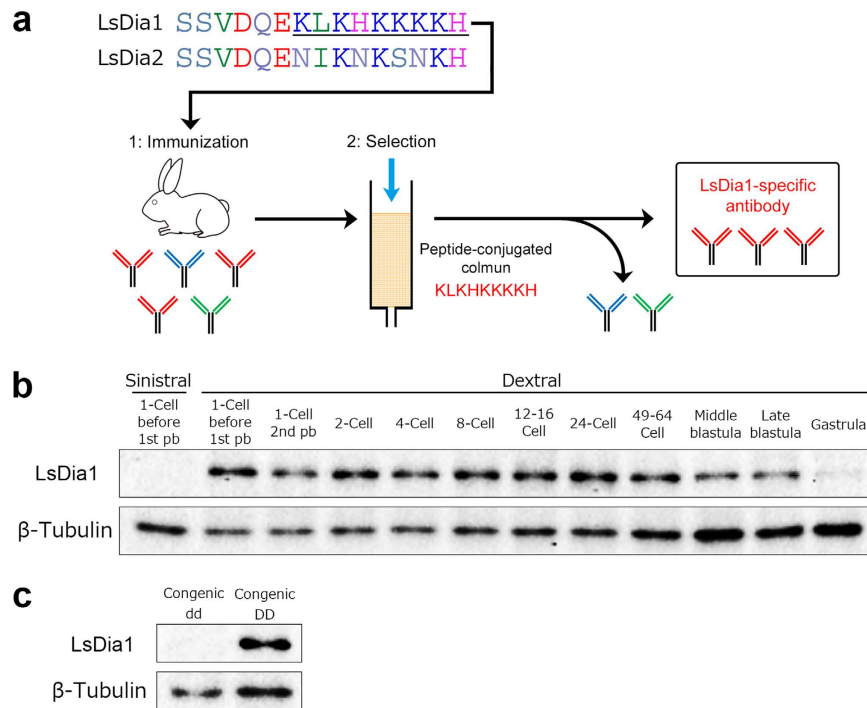 a
LsDia1 SSVDQEKLKHKKKKH
LsDia2 SSVDQENIKNKSNKH
1: Immunization
2: Selection
Peptide-conjugated
colmun
KLKHKKKKH
LsDia1-specific
antibody
b
Sinistral
Dextral
1-Cell
before
1st pb
1-Cell
before
1st pb
1-Cell
2nd pb
2-Cell
4-Cell
8-Cell
12-16
Cell
24-Cell
49-64
Cell
Middle
blastula
Late
blastula
Gastrula
LsDia1
β-Tubulin
c
Congenic
dd
Congenic
DD
LsDia1
β-Tubulin